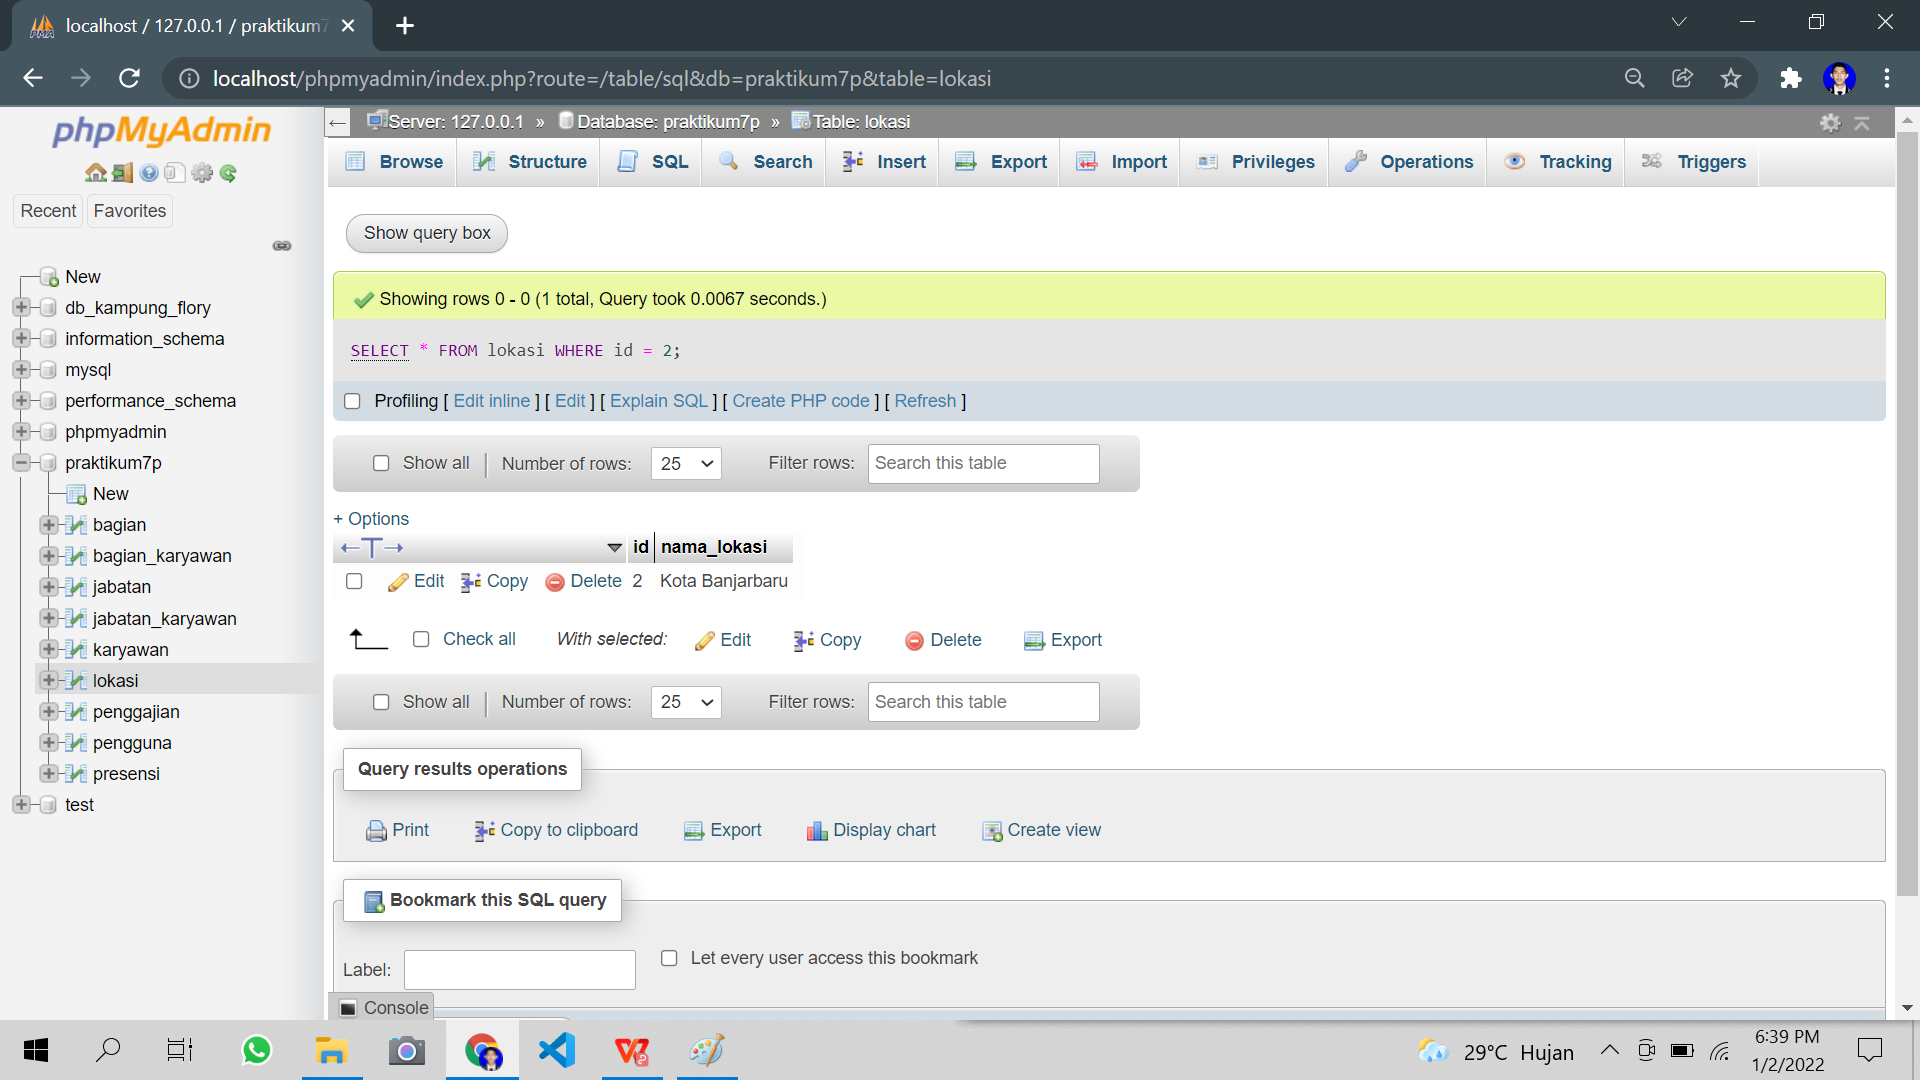 localhost / 127.0.0.1 / praktikum7
localhost/phpmyadmin/index.php?route=/table/sql&db=praktikum7p&table=lokasi
phpMyAdmin
Recent Favorites
New
db_kampung_flory
information_schema
mysql
performance_schema
phpmyadmin
praktikum7p
New
bagian
bagian_karyawan
jabatan
jabatan_karyawan
karyawan
lokasi
penggajian
pengguna
presensi
test
Server: 127.0.0.1 » Database: praktikum7p » Table: lokasi
Browse Structure SQL Search Insert Export Import Privileges Operations Tracking Triggers
Show query box
Showing rows 0 - 0 (1 total, Query took 0.0067 seconds.)
SELECT * FROM lokasi WHERE id = 2;
Profiling [ Edit inline ] [ Edit ] [ Explain SQL ] [ Create PHP code ] [ Refresh ]
Show all | Number of rows: 25 Filter rows: Search this table
+ Options
←T→ id nama_lokasi
Edit Copy Delete 2 Kota Banjarbaru
Check all With selected: Edit Copy Delete Export
Show all | Number of rows: 25 Filter rows: Search this table
Query results operations
Print Copy to clipboard Export Display chart Create view
Bookmark this SQL query
Label: Let every user access this bookmark
Console
29°C Hujan
6:39 PM
1/2/2022